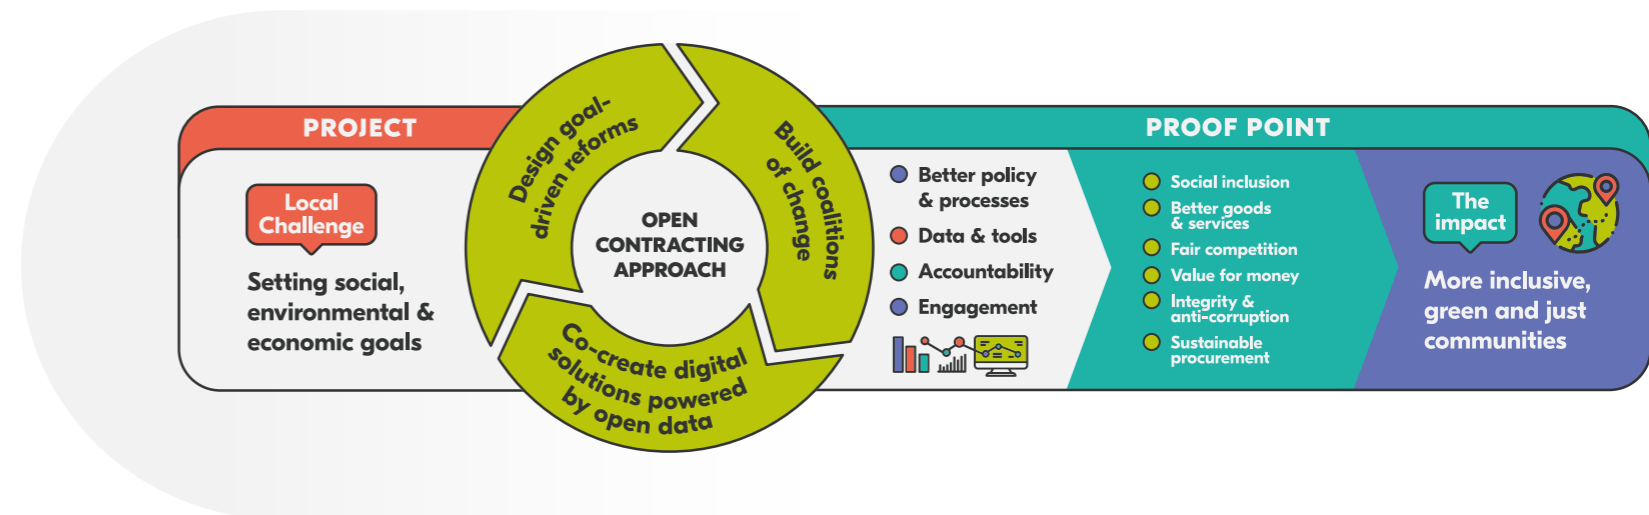 PROJECT
Local
Challenge
Setting social,
environmental &
economic goals
Design goal-
driven reforms
Build coalitions
of change
Co-create digital
solutions powered
by open data
OPEN
CONTRACTING
APPROACH
PROOF POINT
Better policy
& processes
Data & tools
Accountability
Engagement
Social inclusion
Better goods
& services
Fair competition
Value for money
Integrity &
anti-corruption
Sustainable
procurement
The
impact
More inclusive,
green and just
communities